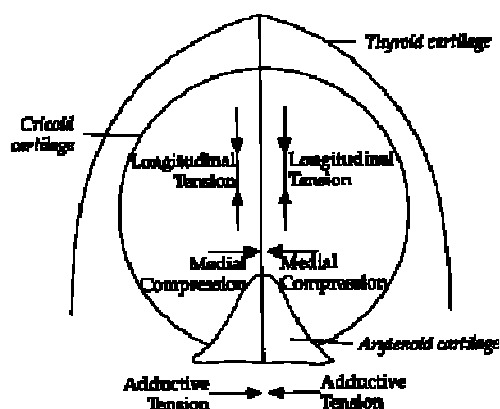 Thyroid cartilage
Cricoid
cartilage
Longitudinal
Tension
Longitudinal
Tension
Medial
Compression
Medial
Compression
Arytenoid cartilage
Adductive
Tension
Adductive
Tension